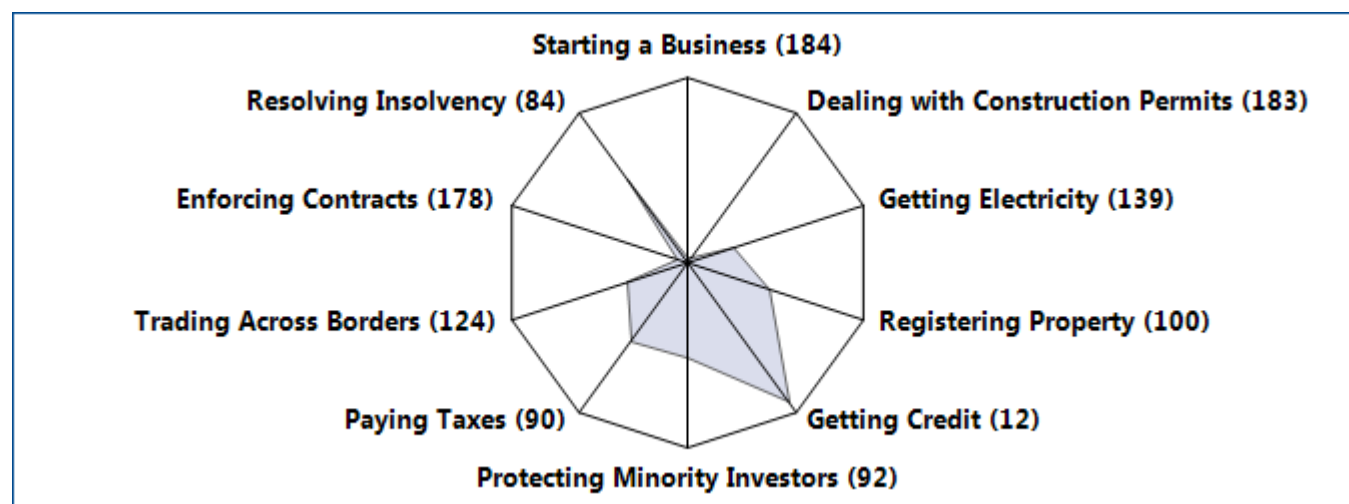 Starting a Business (184)
Resolving Insolvency (84)
Dealing with Construction Permits (183)
Enforcing Contracts (178)
Getting Electricity (139)
Trading Across Borders (124)
Registering Property (100)
Paying Taxes (90)
Getting Credit (12)
Protecting Minority Investors (92)